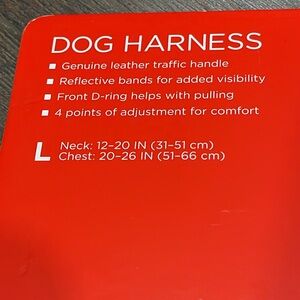 DOG HARNESS
▪ Genuine leather traffic handle
▪ Reflective bands for added visibility
▪ Front D-ring helps with pulling
▪ 4 points of adjustment for comfort
L Neck: 12–20 IN (31–51 cm)
Chest: 20–26 IN (51–66 cm)